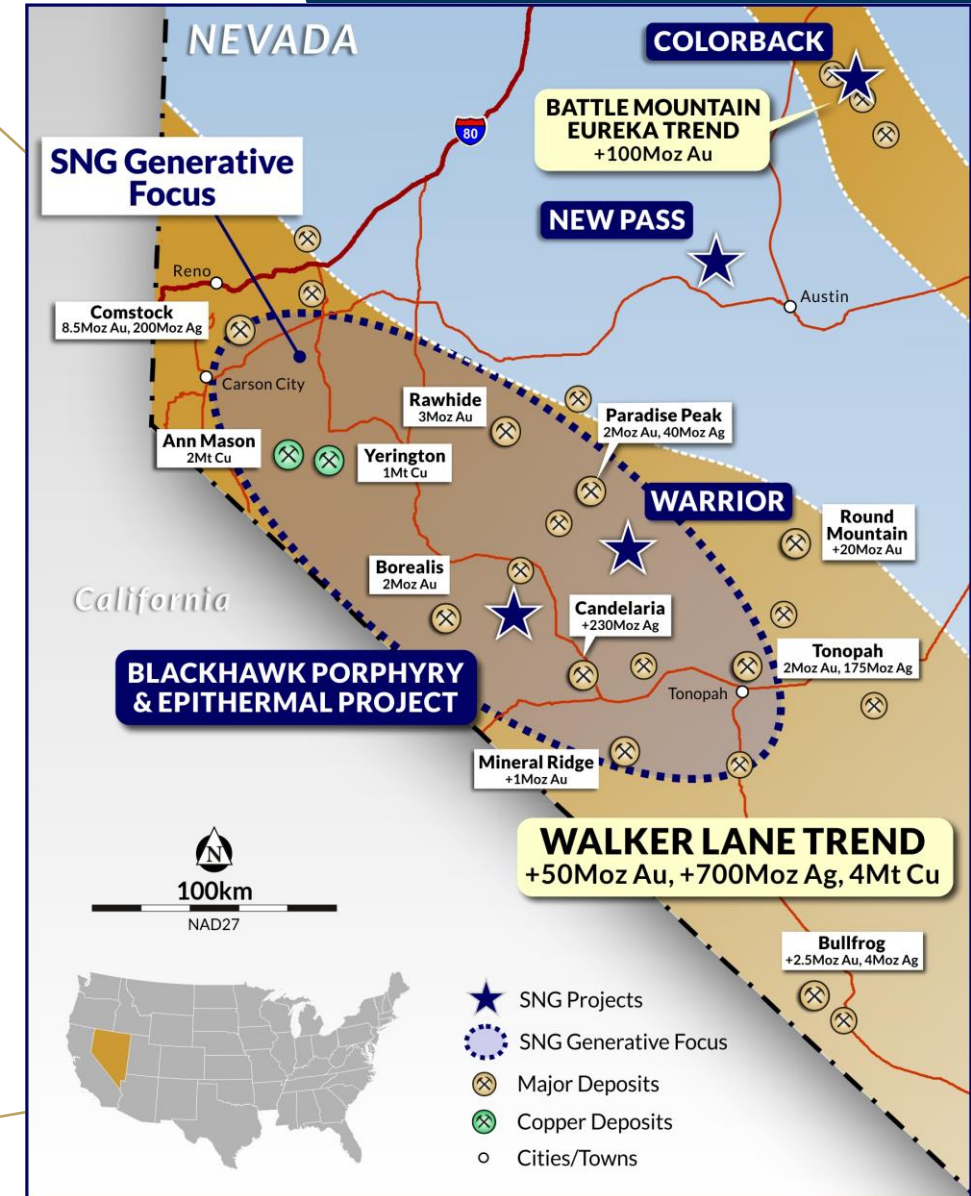 NEVADA
COLORBACK
BATTLE MOUNTAIN
EUREKA TREND
+100Moz Au
80
SNG Generative
Focus
NEW PASS
Reno
Austin
Comstock
8.5Moz Au, 200Moz Ag
Carson City
Rawhide
3Moz Au
Paradise Peak
2Moz Au, 40Moz Ag
Ann Mason
2Mt Cu
Yerington
1Mt Cu
WARRIOR
Round
Mountain
+20Moz Au
Borealis
2Moz Au
California
Candelaria
+230Moz Ag
Tonopah
2Moz Au, 175Moz Ag
BLACKHAWK PORPHYRY
& EPITHERMAL PROJECT
Tonopah
Mineral Ridge
+1Moz Au
WALKER LANE TREND
+50Moz Au, +700Moz Ag, 4Mt Cu
N
100km
NAD27
Bullfrog
+2.5Moz Au, 4Moz Ag
SNG Projects
SNG Generative Focus
Major Deposits
Copper Deposits
Cities/Towns